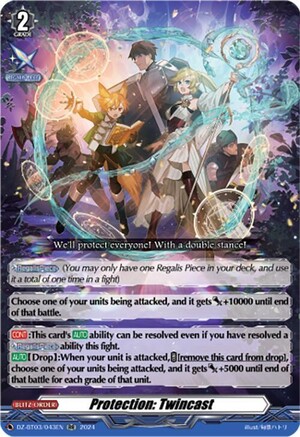 2
GRADE
We'll protect everyone! With a double stance!
Regalis Piece (You may only have one Regalis Piece in your deck, and use
it a total of one time in a fight)
Choose one of your units being attacked, and it gets +10000 until end
of that battle.
CONT:This card's AUTO ability can be resolved even if you have resolved a
Regalis Piece ability this fight.
AUTO[Drop]:When your unit is attacked, [remove this card from drop],
choose one of your units being attacked, and it gets +5000 until end of
that battle for each grade of that unit.
BLITZ ORDER
Protection: Twincast
DZ-BT03/043EN
2024